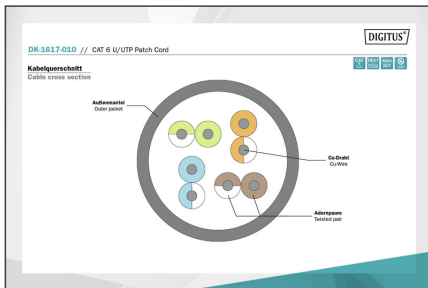 DIGITUS®
DK-1617-010 // CAT 6 U/UTP Patch Cord
Kabelquerschnitt
Cable cross section
Außenmantel
Outer jacket
Cu-Draht
Cu-Wire
Adernpaare
Twisted pair